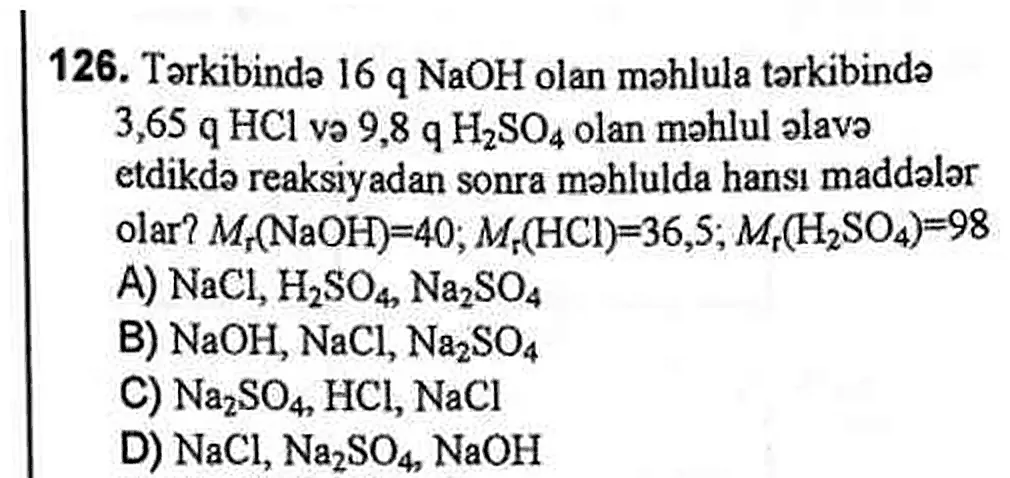 126. Tərkibində 16 q NaOH olan məhlula tərkibində
3,65 q HCl və 9,8 q H₂SO₄ olan məhlul əlavə
etdikdə reaksiyadan sonra məhlulda hansı maddələr
olar? Mᵣ(NaOH)=40; Mᵣ(HCl)=36,5; Mᵣ(H₂SO₄)=98
A) NaCl, H₂SO₄, Na₂SO₄
B) NaOH, NaCl, Na₂SO₄
C) Na₂SO₄, HCl, NaCl
D) NaCl, Na₂SO₄, NaOH